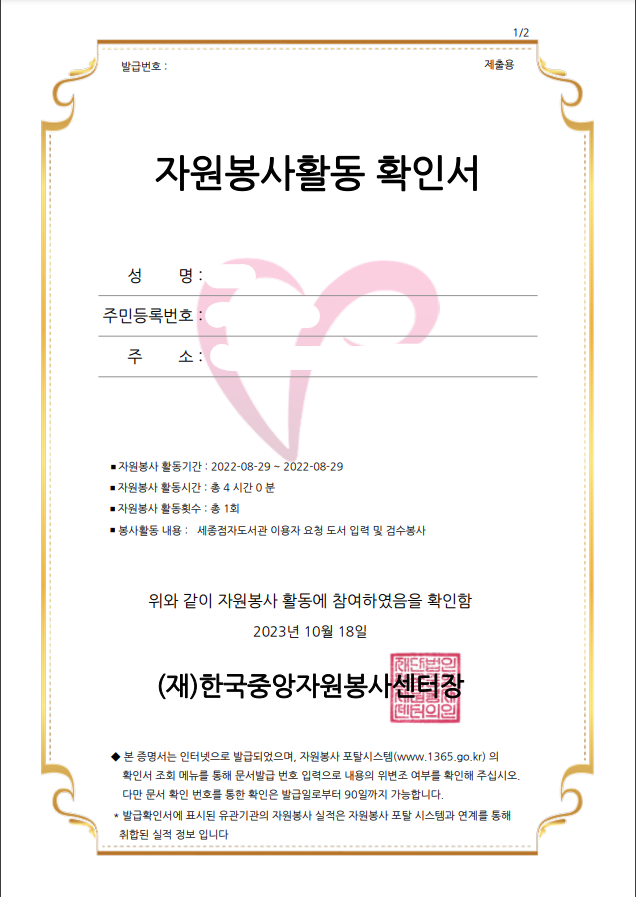 1/2
발급번호 :
제출용
자원봉사활동 확인서
성 명 :
주민등록번호 :
주 소 :
■ 자원봉사 활동기간 : 2022-08-29 ~ 2022-08-29
■ 자원봉사 활동시간 : 총 4 시간 0 분
■ 자원봉사 활동횟수 : 총 1회
■ 봉사활동 내용 : 세종점자도서관 이용자 요청 도서 입력 및 검수봉사
위와 같이 자원봉사 활동에 참여하였음을 확인함
2023년 10월 18일
(재)한국중앙자원봉사센터장
재단법인
◆ 본 증명서는 인터넷으로 발급되었으며, 자원봉사 포탈시스템(www.1365.go.kr) 의
확인서 조회 메뉴를 통해 문서발급 번호 입력으로 내용의 위변조 여부를 확인해 주십시오.
다만 문서 확인 번호를 통한 확인은 발급일로부터 90일까지 가능합니다.
* 발급확인서에 표시된 유관기관의 자원봉사 실적은 자원봉사 포탈 시스템과 연계를 통해
취합된 실적 정보 입니다